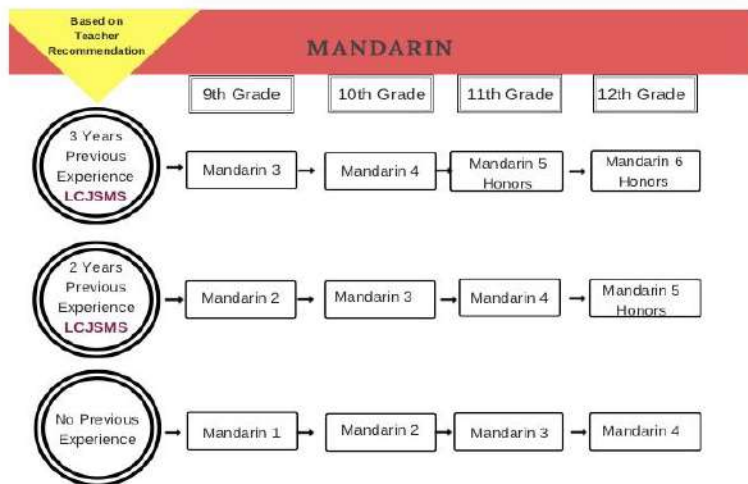 Based on
Teacher
Recommendation
MANDARIN
9th Grade
10th Grade
11th Grade
12th Grade
3 Years
Previous
Experience
LCJSMS
Mandarin 3
Mandarin 4
Mandarin 5
Honors
Mandarin 6
Honors
2 Years
Previous
Experience
LCJSMS
Mandarin 2
Mandarin 3
Mandarin 4
Mandarin 5
Honors
No Previous
Experience
Mandarin 1
Mandarin 2
Mandarin 3
Mandarin 4